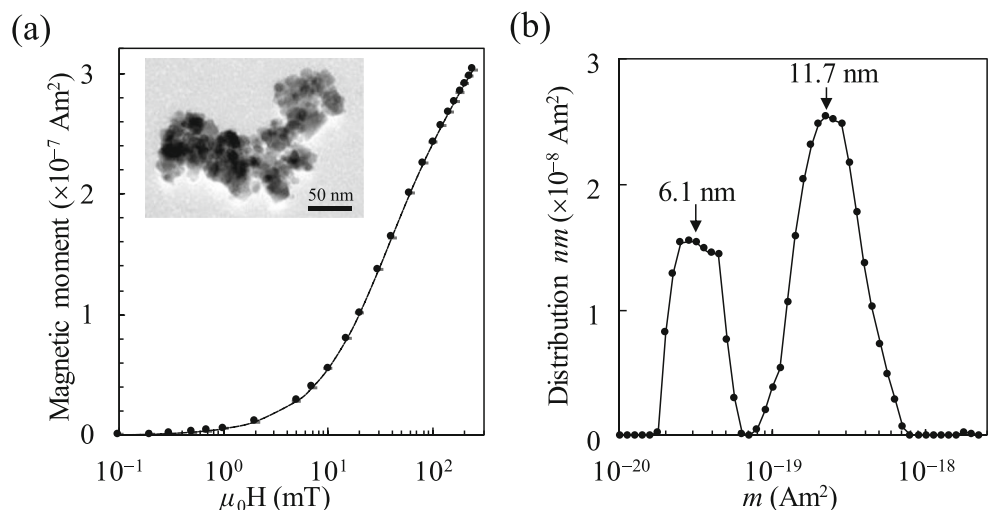 (a)
Magnetic moment (×10⁻⁷ Am²)
3
2
1
0
50 nm
10⁻¹ 10⁰ 10¹ 10²
μ₀H (mT)
(b)
Distribution nm (×10⁻⁸ Am²)
3
2
1
0
11.7 nm
6.1 nm
10⁻²⁰ 10⁻¹⁹ 10⁻¹⁸
m (Am²)